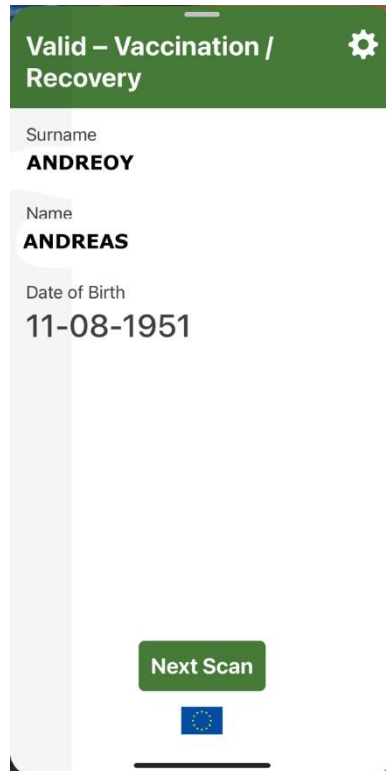 Valid – Vaccination /
Recovery
Surname
ANDREOY
Name
ANDREAS
Date of Birth
11-08-1951
Next Scan